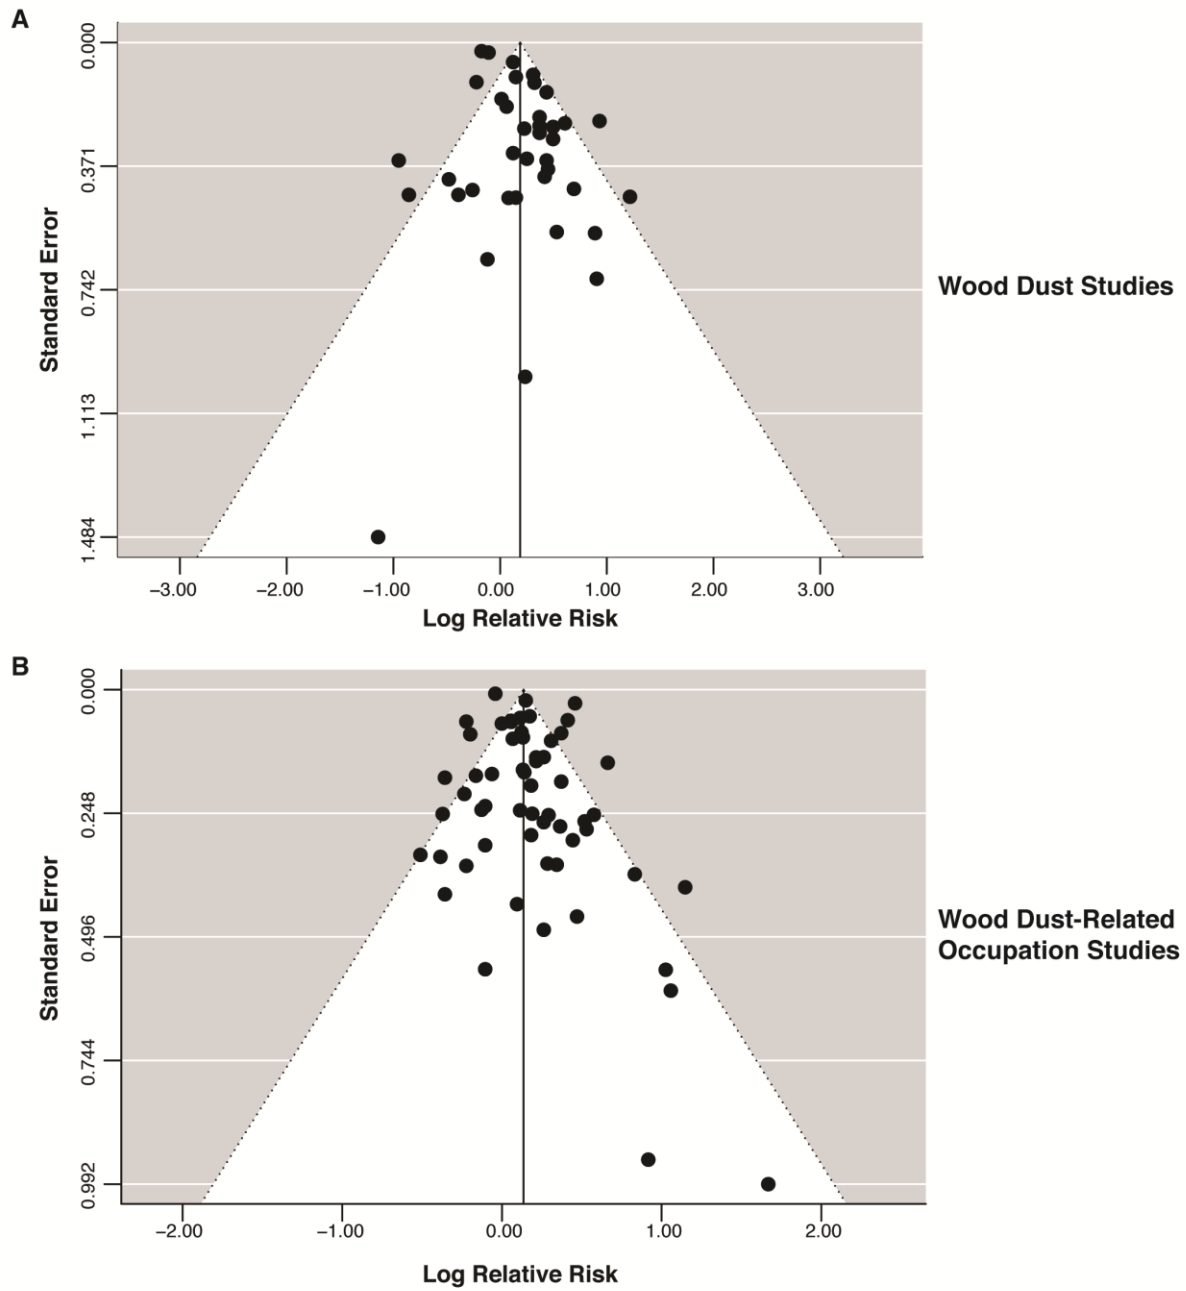 A
0.000
0.371
0.742
1.113
1.484
Standard Error
−3.00 −2.00 −1.00 0.00 1.00 2.00 3.00
Log Relative Risk
Wood Dust Studies
B
0.000
0.248
0.496
0.744
0.992
Standard Error
−2.00 −1.00 0.00 1.00 2.00
Log Relative Risk
Wood Dust-Related
Occupation Studies